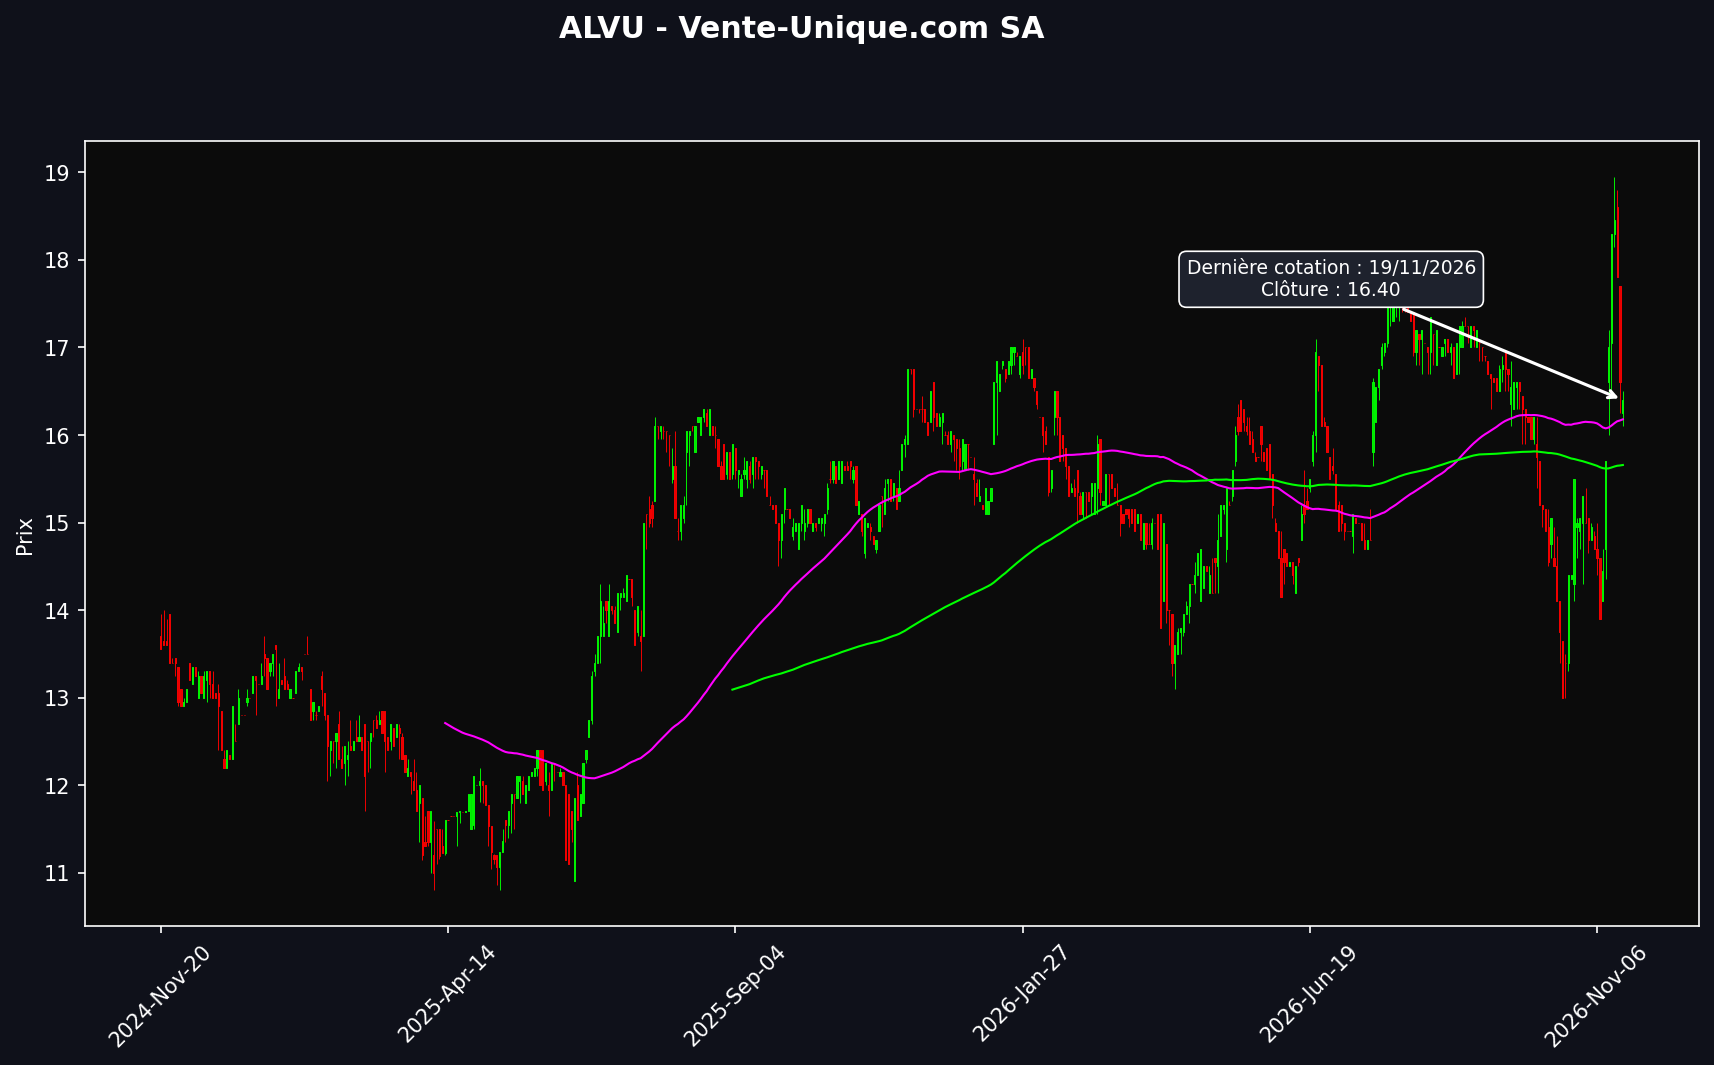 ALVU - Vente-Unique.com SA
19
18
Dernière cotation : 19/11/2026
Clôture : 16.40
17
16
15
14
13
12
11
Prix
2024-Nov-20
2025-Apr-14
2025-Sep-04
2026-Jan-27
2026-Jun-19
2026-Nov-06